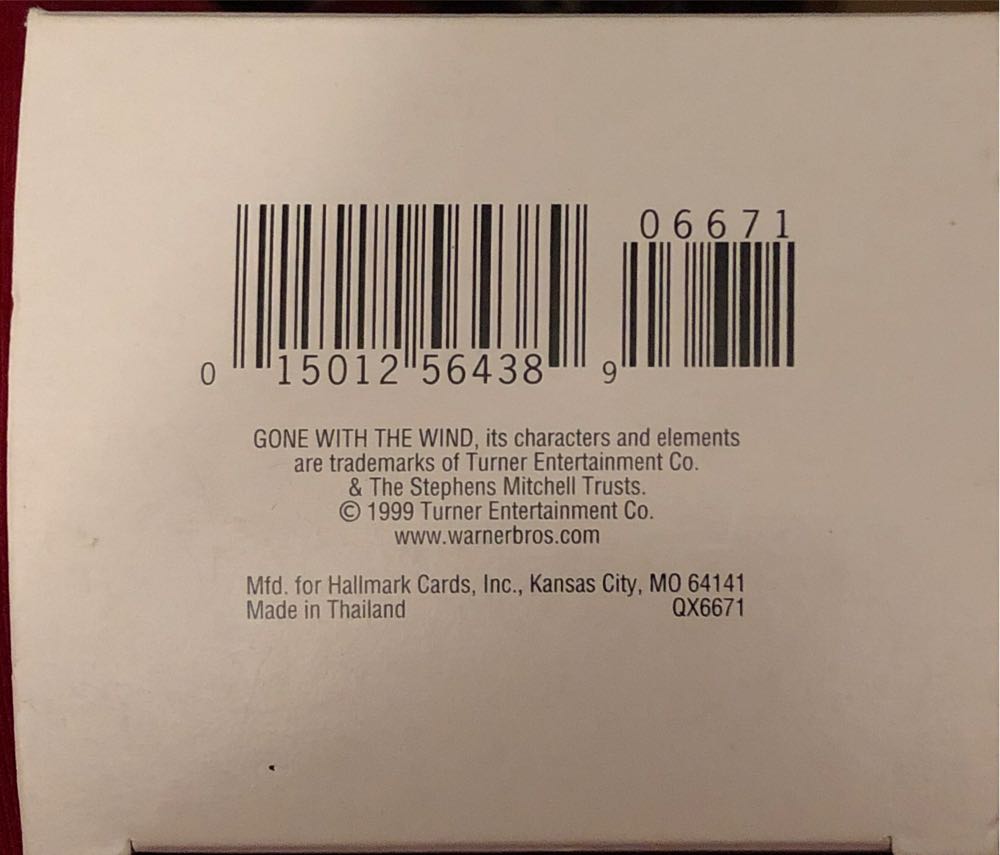 06671
0 15012 56438 9
GONE WITH THE WIND, its characters and elements
are trademarks of Turner Entertainment Co.
& The Stephens Mitchell Trusts.
© 1999 Turner Entertainment Co.
www.warnerbros.com
Mfd. for Hallmark Cards, Inc., Kansas City, MO 64141
Made in Thailand QX6671